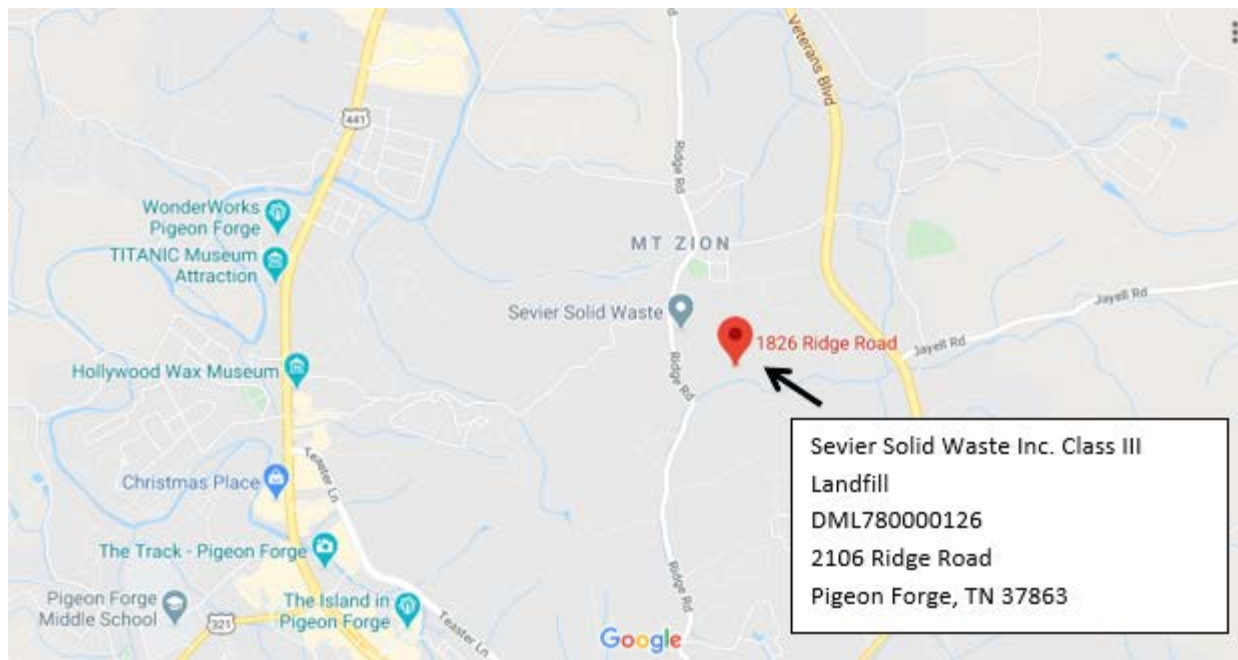 Veterans Blvd
441
Ridge Rd
WonderWorks
Pigeon Forge
MT ZION
TITANIC Museum
Attraction
Jayell Rd
Sevier Solid Waste
1826 Ridge Road
Jayell Rd
Ridge Rd
Hollywood Wax Museum
Sevier Solid Waste Inc. Class III
Landfill
DML780000126
2106 Ridge Road
Pigeon Forge, TN 37863
Teaster Ln
Christmas Place
The Track - Pigeon Forge
Ridge Rd
Pigeon Forge
Middle School
321
The Island in
Pigeon Forge
Teaster Ln
Google